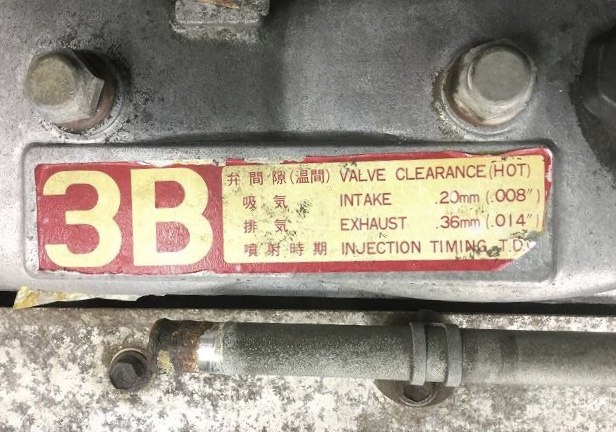 3B
弁間隙(温間) VALVE CLEARANCE(HOT)
吸気 INTAKE .20mm(.008")
排気 EXHAUST .36mm(.014")
噴射時期 INJECTION TIMING T.D.